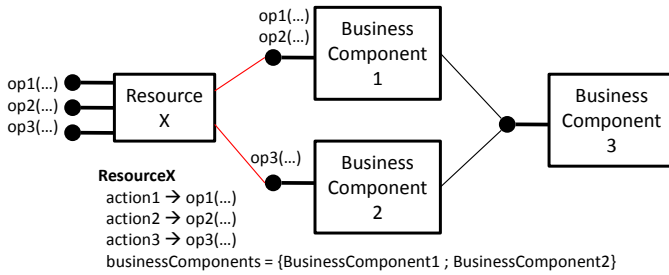 op1(...)
op2(...)
Business
Component
1
op1(...)
op2(...)
op3(...)
Resource
X
Business
Component
3
op3(...)
Business
Component
2
ResourceX
action1 → op1(...)
action2 → op2(...)
action3 → op3(...)
businessComponents = {BusinessComponent1 ; BusinessComponent2}